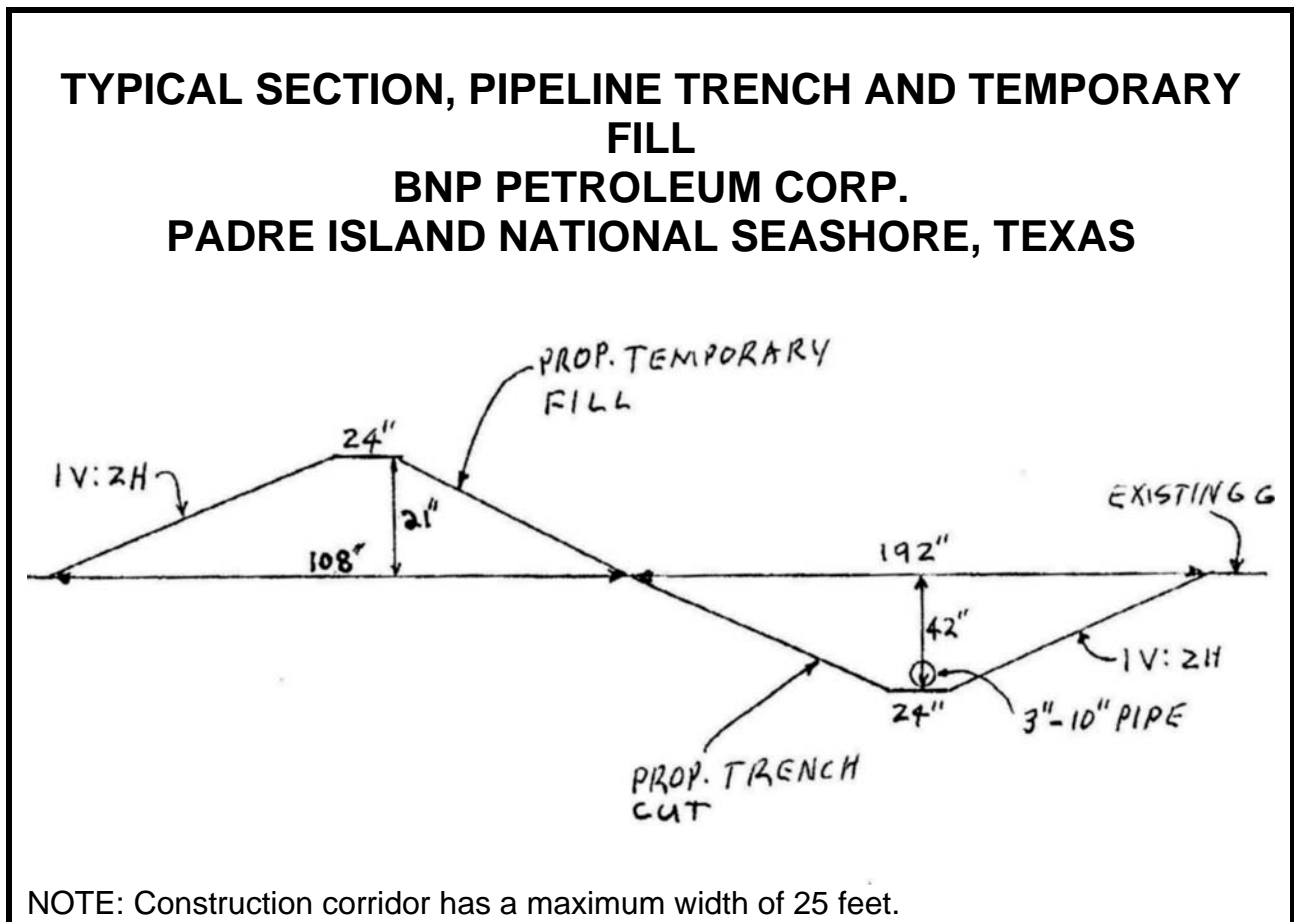 TYPICAL SECTION, PIPELINE TRENCH AND TEMPORARY
FILL
BNP PETROLEUM CORP.
PADRE ISLAND NATIONAL SEASHORE, TEXAS
PROP. TEMPORARY
FILL
24"
1V:2H
21"
108"
EXISTING G
192"
42"
1V:2H
24"
3"-10" PIPE
PROP. TRENCH
CUT
NOTE: Construction corridor has a maximum width of 25 feet.